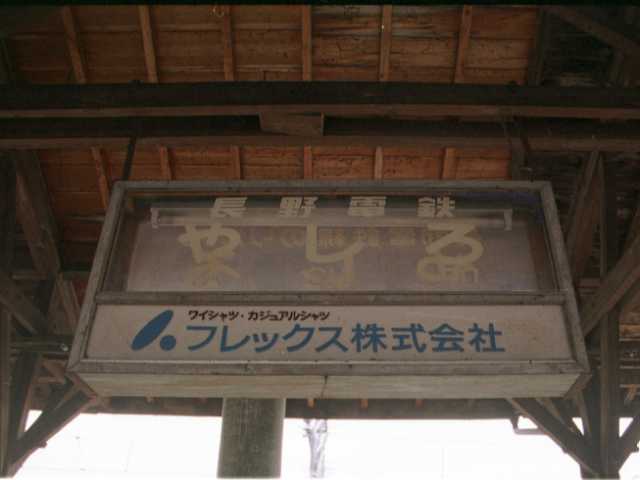 長野電鉄
やしろ
ワイシャツ・カジュアルシャツ
フレックス株式会社